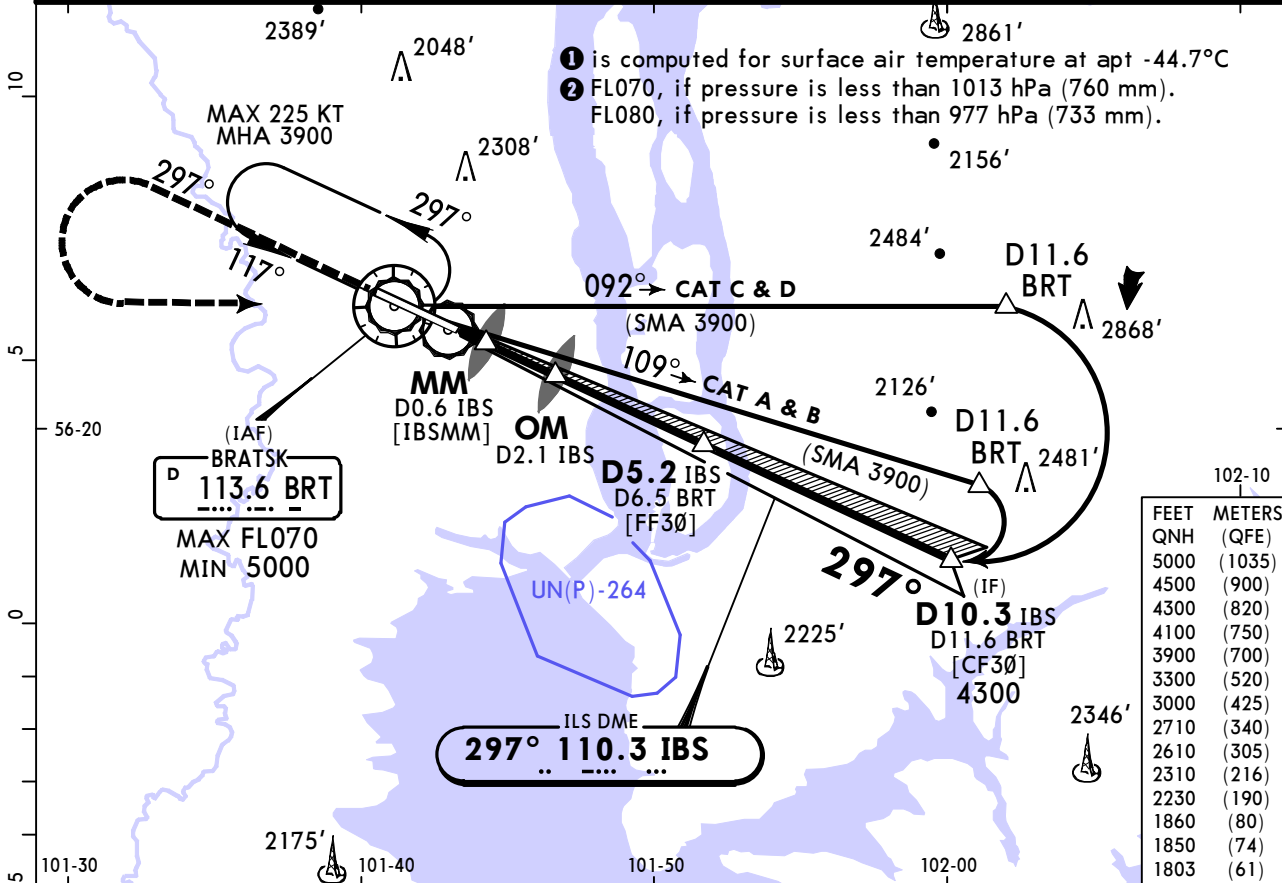 2389'
2048'
2861'
❶ is computed for surface air temperature at apt -44.7°C
❷ FL070, if pressure is less than 1013 hPa (760 mm).
FL080, if pressure is less than 977 hPa (733 mm).
10
MAX 225 KT
MHA 3900
2308'
2156'
297°
297°
117°
2484'
D11.6
BRT
092° CAT C & D
(SMA 3900)
2868'
5
109° CAT A & B
(SMA 3900)
2126'
D11.6
BRT
2481'
MM
D0.6 IBS
[IBSMM]
OM
D2.1 IBS
56-20
(IAF)
BRATSK
D 113.6 BRT
MAX FL070
MIN 5000
D5.2 IBS
D6.5 BRT
[FF3Ø]
297°
(IF)
D10.3 IBS
D11.6 BRT
[CF3Ø]
4300
UN(P)-264
0
2225'
ILS DME
297° 110.3 IBS
2346'
2175'
5
101-30
101-40
101-50
102-00
102-10
FEET METERS
QNH (QFE)
5000 (1035)
4500 (900)
4300 (820)
4100 (750)
3900 (700)
3300 (520)
3000 (425)
2710 (340)
2610 (305)
2310 (216)
2230 (190)
1860 (80)
1850 (74)
1803 (61)